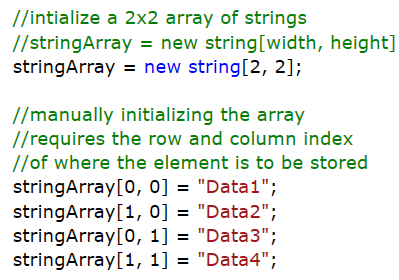 //intialize a 2x2 array of strings
//stringArray = new string[width, height]
stringArray = new string[2, 2];
//manually initializing the array
//requires the row and column index
//of where the element is to be stored
stringArray[0, 0] = "Data1";
stringArray[1, 0] = "Data2";
stringArray[0, 1] = "Data3";
stringArray[1, 1] = "Data4";